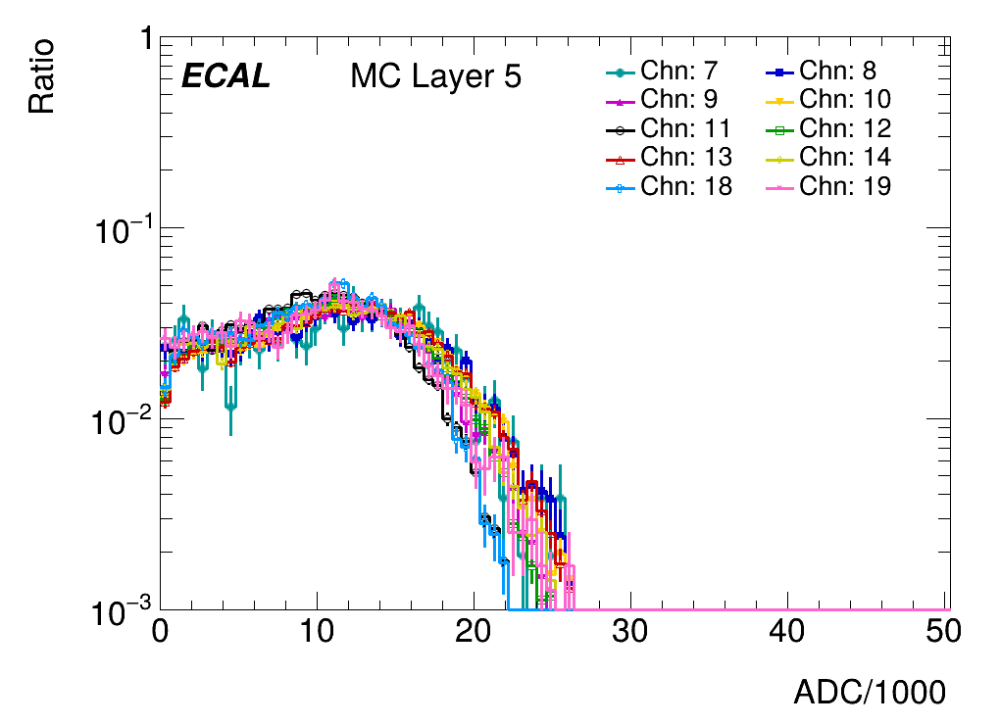 Ratio
1
10⁻¹
10⁻²
10⁻³
ECAL MC Layer 5
Chn: 7 Chn: 8
Chn: 9 Chn: 10
Chn: 11 Chn: 12
Chn: 13 Chn: 14
Chn: 18 Chn: 19
0 10 20 30 40 50
ADC/1000